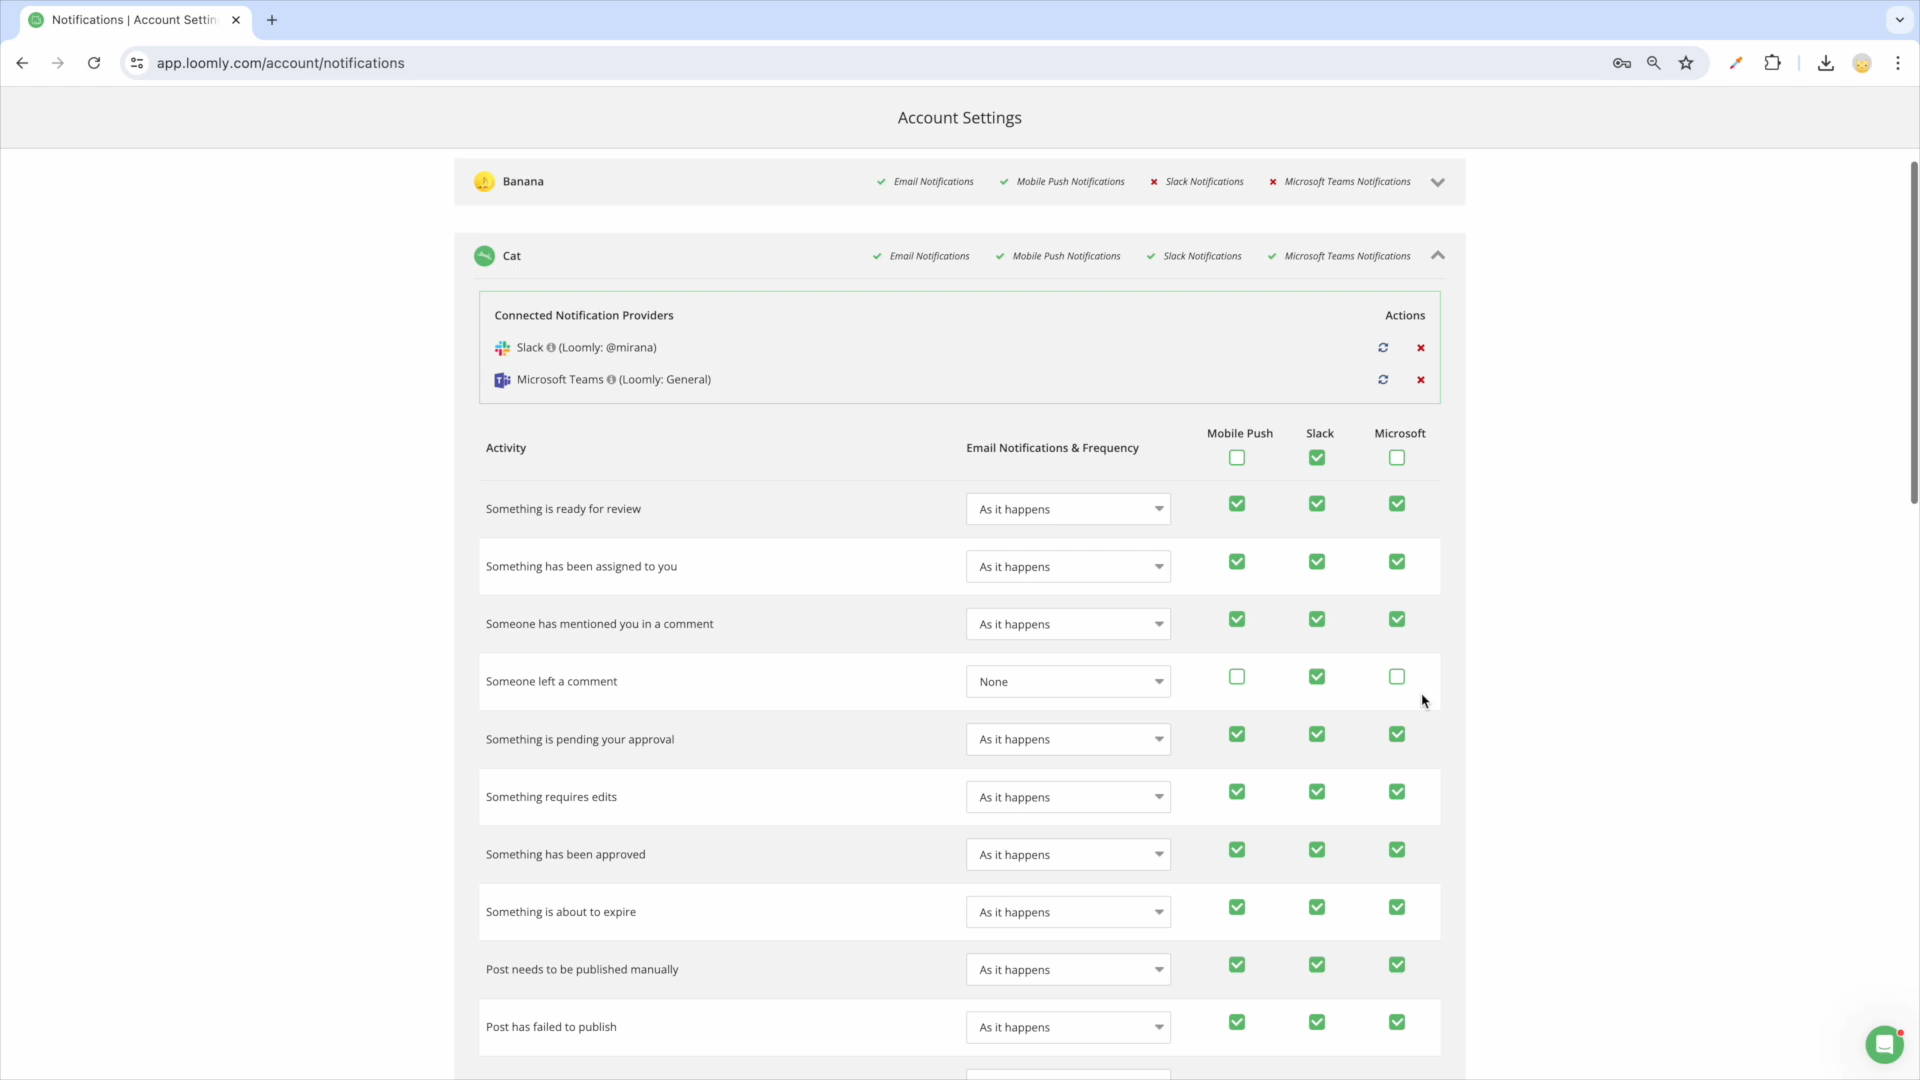 Notifications | Account Settin
app.loomly.com/account/notifications
Account Settings
Banana Email Notifications Mobile Push Notifications Slack Notifications Microsoft Teams Notifications
Cat Email Notifications Mobile Push Notifications Slack Notifications Microsoft Teams Notifications
Connected Notification Providers Actions
Slack (Loomly: @mirana)
Microsoft Teams (Loomly: General)
Activity Email Notifications & Frequency Mobile Push Slack Microsoft
Something is ready for review As it happens
Something has been assigned to you As it happens
Someone has mentioned you in a comment As it happens
Someone left a comment None
Something is pending your approval As it happens
Something requires edits As it happens
Something has been approved As it happens
Something is about to expire As it happens
Post needs to be published manually As it happens
Post has failed to publish As it happens